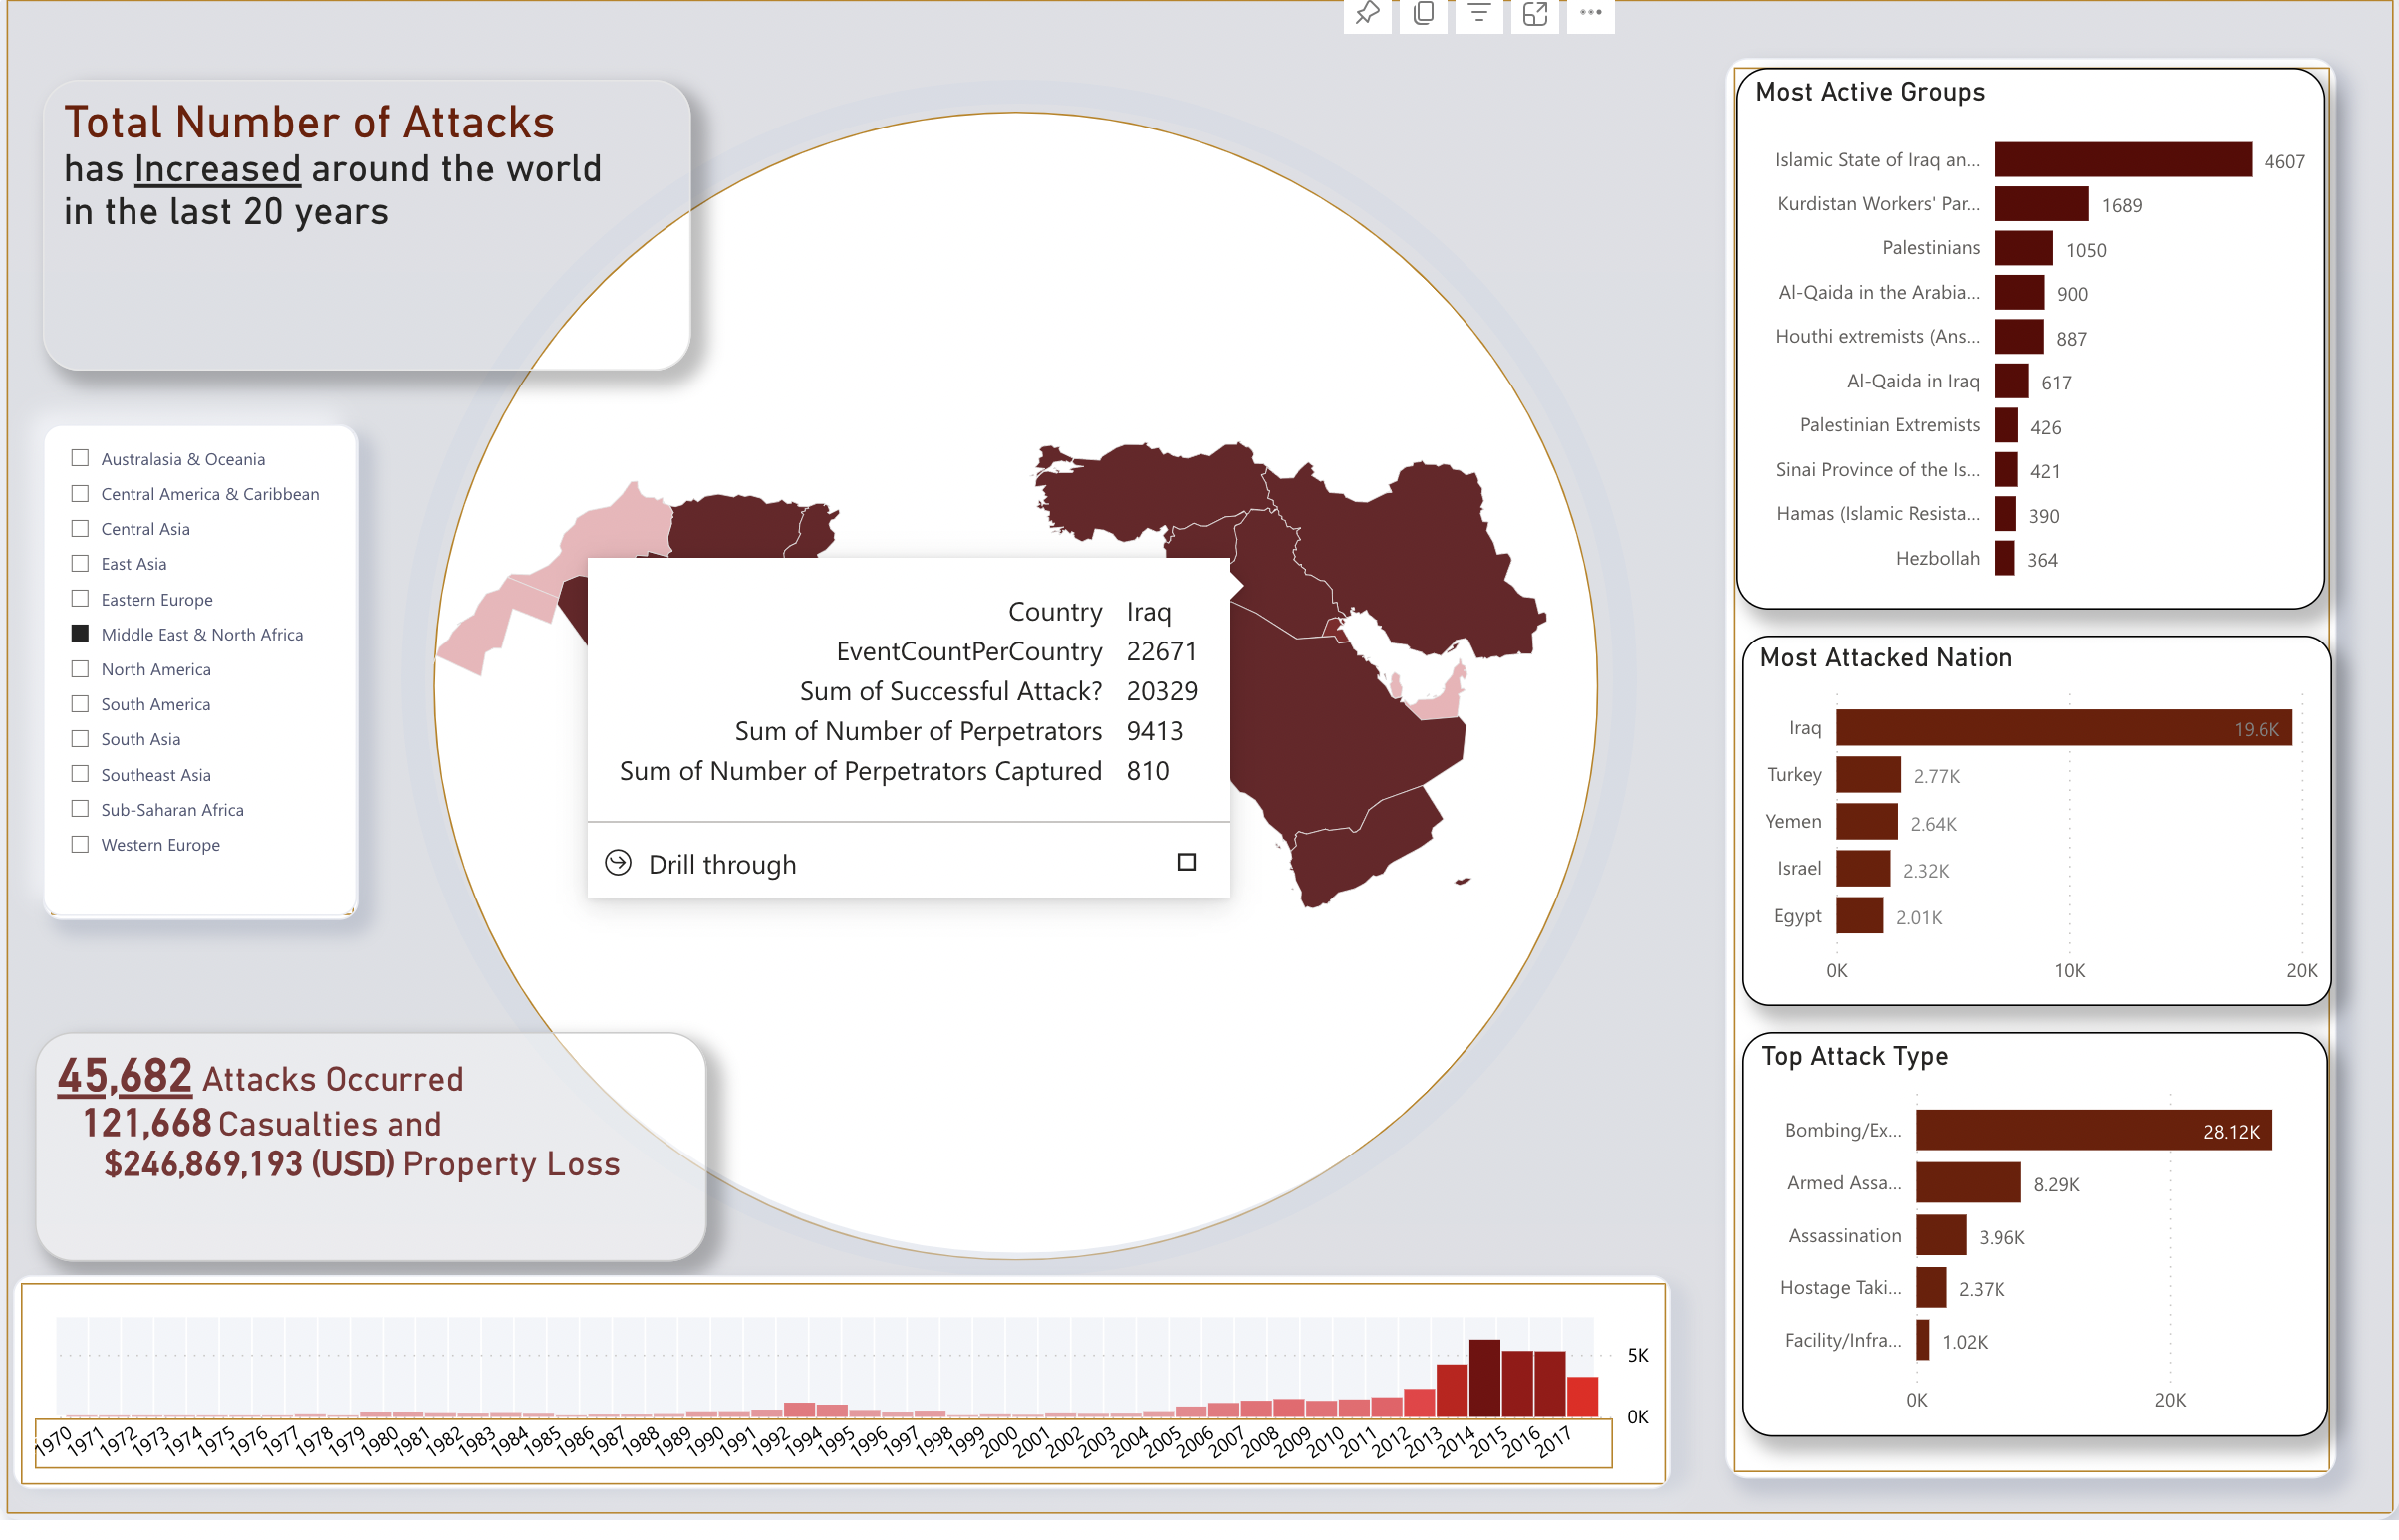 Total Number of Attacks
has Increased around the world
in the last 20 years
Australasia & Oceania
Central America & Caribbean
Central Asia
East Asia
Eastern Europe
Middle East & North Africa
North America
South America
South Asia
Southeast Asia
Sub-Saharan Africa
Western Europe
Country Iraq
EventCountPerCountry 22671
Sum of Successful Attack? 20329
Sum of Number of Perpetrators 9413
Sum of Number of Perpetrators Captured 810
Drill through
45,682 Attacks Occurred
121,668 Casualties and
$246,869,193 (USD) Property Loss
5K
0K
1970 1971 1972 1973 1974 1975 1976 1977 1978 1979 1980 1981 1982 1983 1984 1985 1986 1987 1988 1989 1990 1991 1992 1994 1995 1996 1997 1998 1999 2000 2001 2002 2003 2004 2005 2006 2007 2008 2009 2010 2011 2012 2013 2014 2015 2016 2017
Most Active Groups
Islamic State of Iraq an... 4607
Kurdistan Workers' Par... 1689
Palestinians 1050
Al-Qaida in the Arabia... 900
Houthi extremists (Ans... 887
Al-Qaida in Iraq 617
Palestinian Extremists 426
Sinai Province of the Is... 421
Hamas (Islamic Resista... 390
Hezbollah 364
Most Attacked Nation
Iraq 19.6K
Turkey 2.77K
Yemen 2.64K
Israel 2.32K
Egypt 2.01K
0K 10K 20K
Top Attack Type
Bombing/Ex... 28.12K
Armed Assa... 8.29K
Assassination 3.96K
Hostage Taki... 2.37K
Facility/Infra... 1.02K
0K 20K